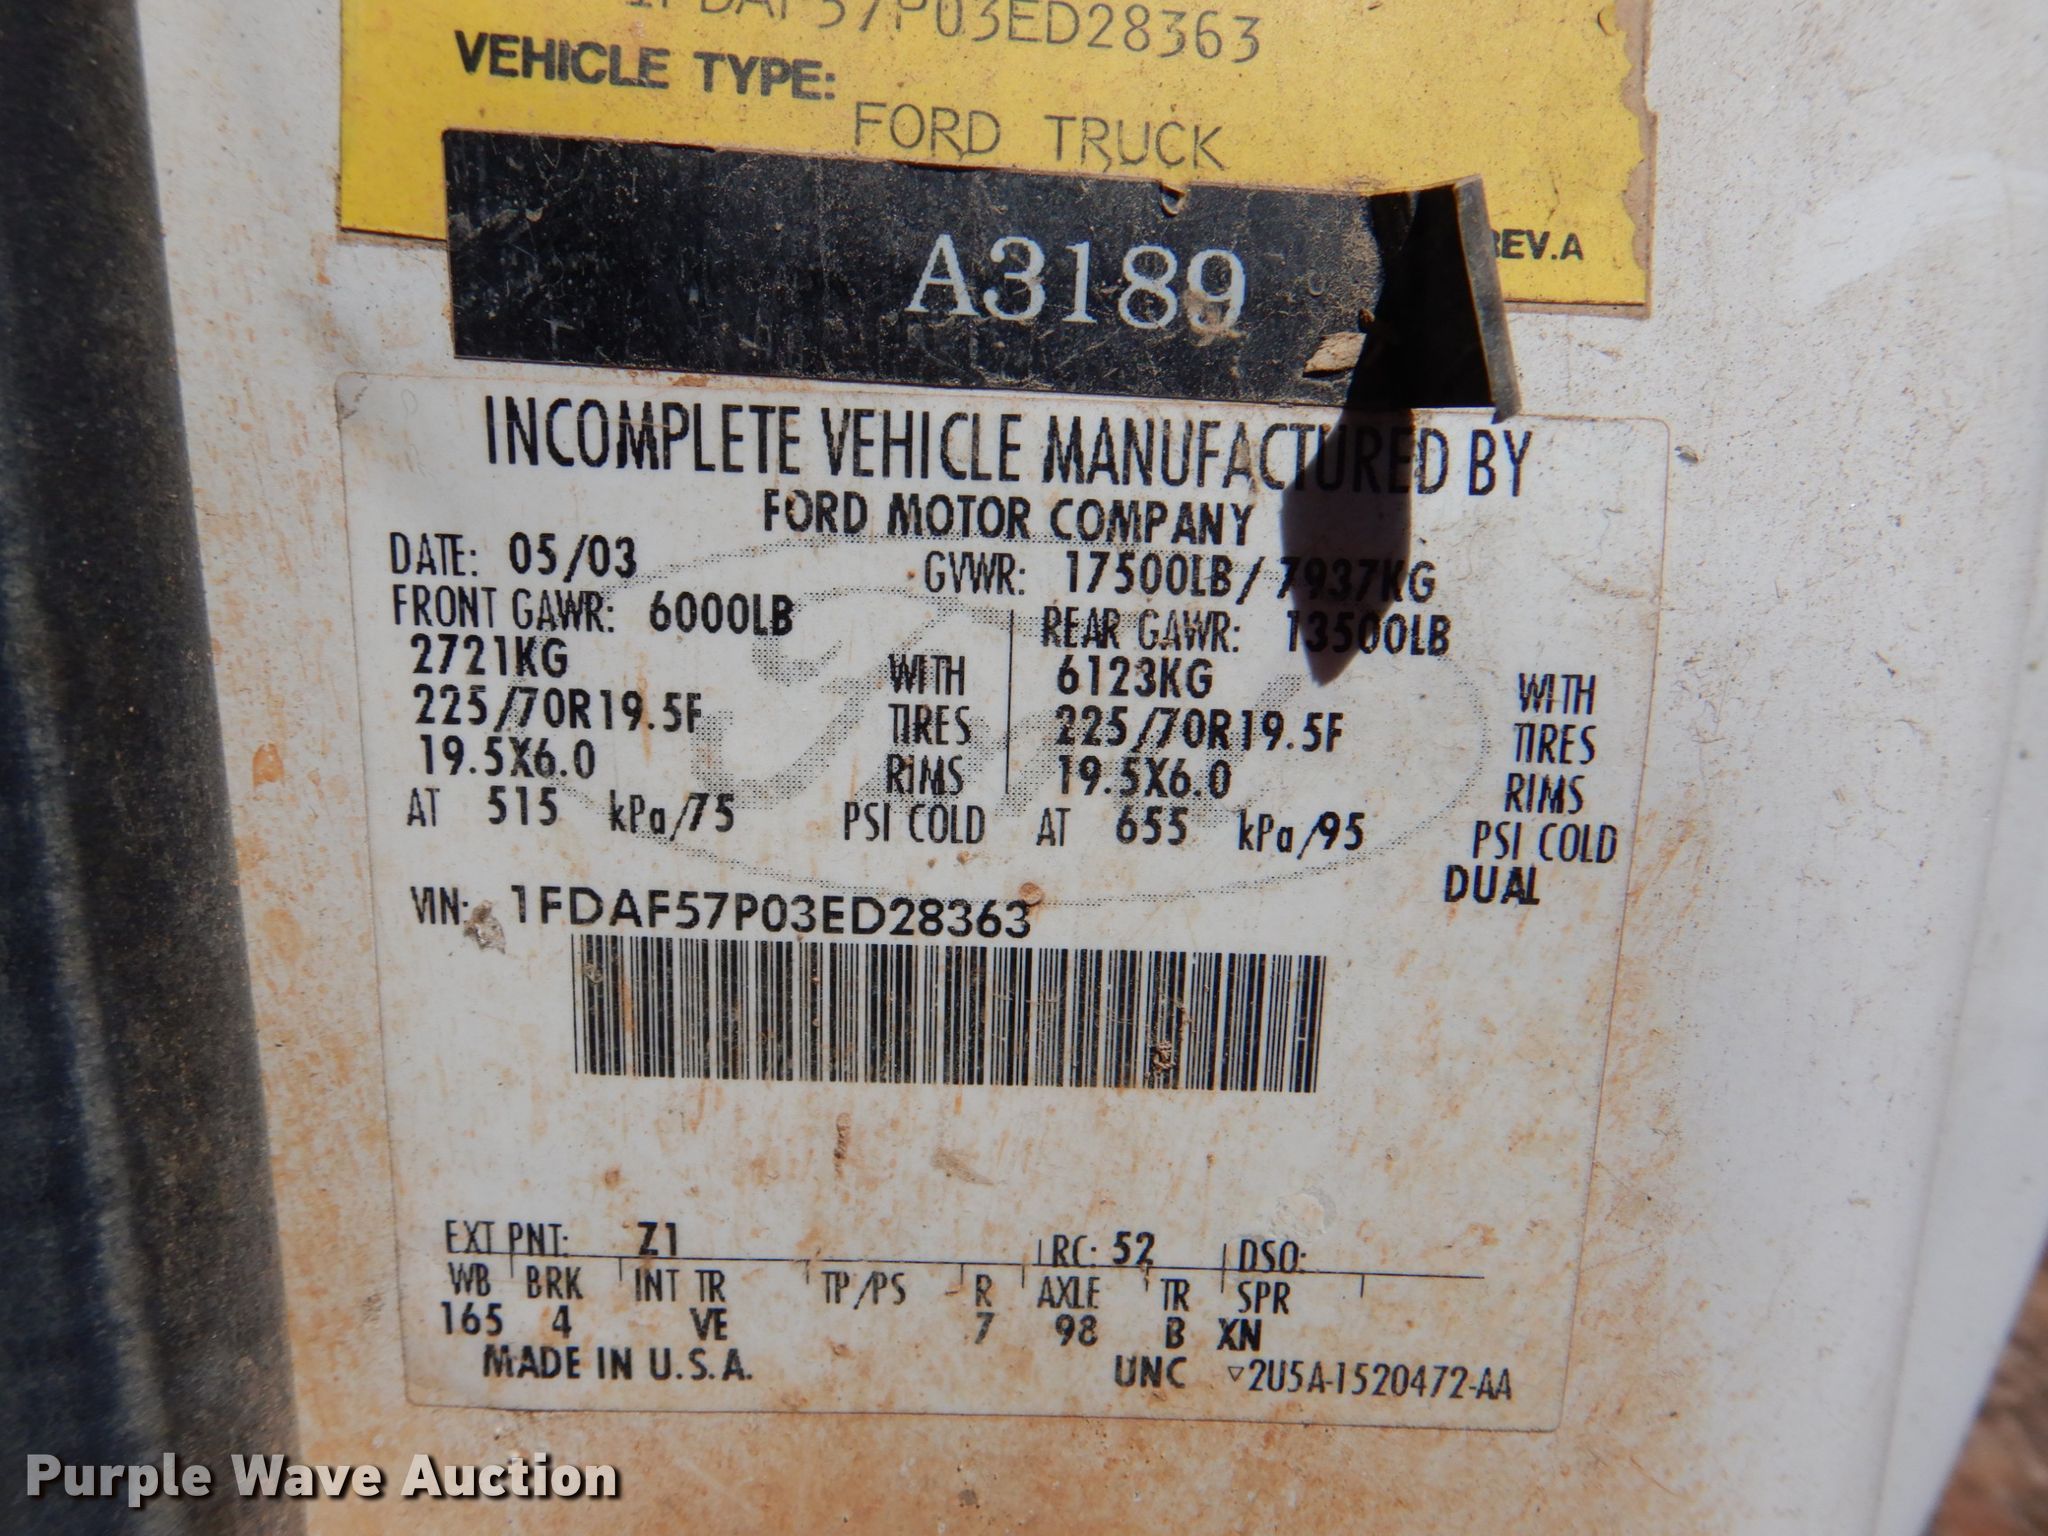 1FDAF57P03ED28363
VEHICLE TYPE:
FORD TRUCK
REV.A
A3189
INCOMPLETE VEHICLE MANUFACTURED BY
FORD MOTOR COMPANY
DATE: 05/03 GVWR: 17500LB/ 7937KG
FRONT GAWR: 6000LB REAR GAWR: 13500LB
2721KG WITH 6123KG WITH
225/70R19.5F TIRES 225/70R19.5F TIRES
19.5X6.0 RIMS 19.5X6.0 RIMS
AT 515 kPa/75 PSI COLD AT 655 kPa/95 PSI COLD
DUAL
VIN: 1FDAF57P03ED28363
EXT PNT: Z1 RC: 52 DSO:
WB BRK INT TR TP/PS R AXLE TR SPR
165 4 VE 7 98 B XN
MADE IN U.S.A. UNC ▽2U5A-1520472-AA
Purple Wave Auction